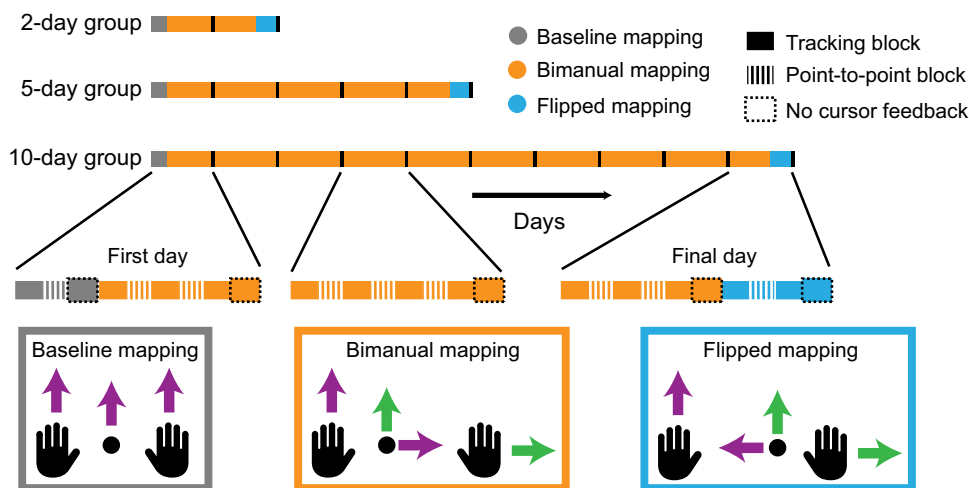 2-day group
5-day group
10-day group
Baseline mapping
Bimanual mapping
Flipped mapping
Tracking block
Point-to-point block
No cursor feedback
Days
First day
Final day
Baseline mapping
Bimanual mapping
Flipped mapping